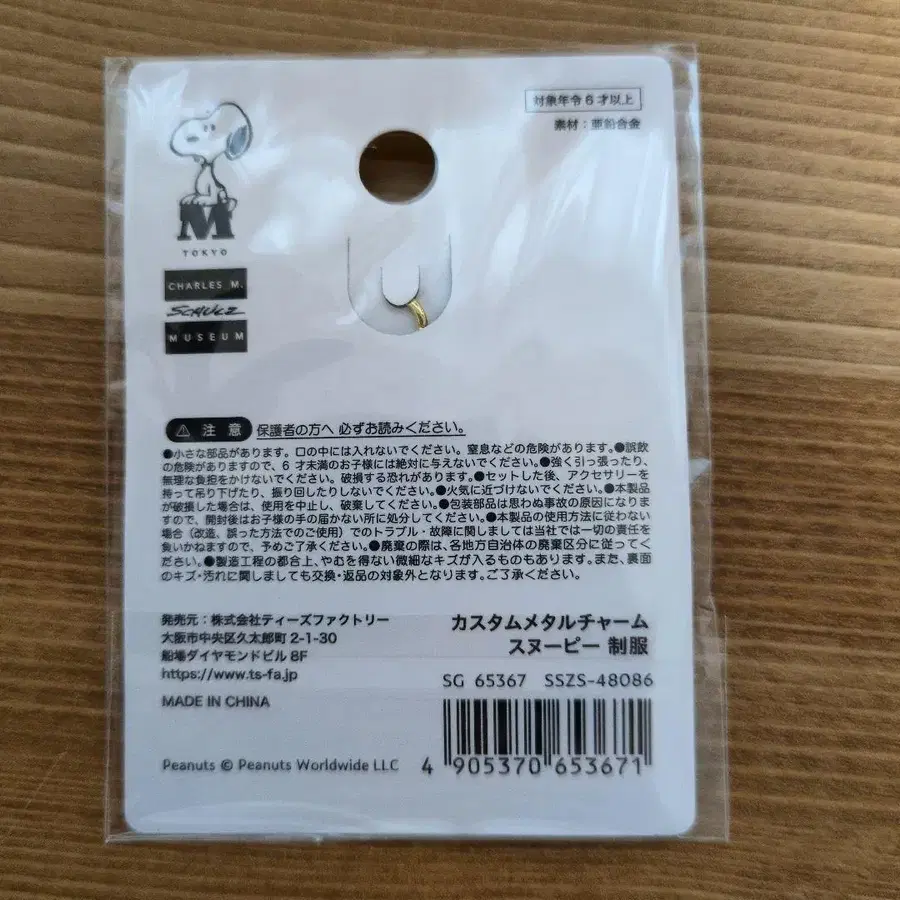 対象年令6才以上
素材:亜鉛合金
M
TOKYO
CHARLES M.
SCHULZ
MUSEUM
⚠ 注意 保護者の方へ 必ずお読みください。
●小さな部品があります。口の中には入れないでください。窒息などの危険があります。●誤飲
の危険がありますので、6才未満のお子様には絶対に与えないでください。●強く引っ張ったり、
無理な負担をかけないでください。破損する恐れがあります。●セットした後、アクセサリーを
持って吊り下げたり、振り回したりしないでください。●火気に近づけないでください。●本製品
が破損した場合は、使用を中止し、破棄してください。●包装部品は思わぬ事故の原因になりま
すので、開封後はお子様の手の届かない所に処分してください。●本製品の使用方法に従わない
場合(改造、誤った方法でのご使用)でのトラブル・故障に関しましては当社では一切の責任を
負いかねますので、予めご了承ください。●廃棄の際は、各地方自治体の廃棄区分に従ってく
ださい。●製造工程の都合上、やむを得ない微細なキズが入るものもあります。また、裏面
のキズ・汚れに関しましても交換・返品の対象外となります。ご了承ください。
発売元:株式会社ティーズファクトリー
大阪市中央区久太郎町2-1-30
船場ダイヤモンドビル8F
https://www.ts-fa.jp
MADE IN CHINA
カスタムメタルチャーム
スヌーピー 制服
SG 65367 SSZS-48086
Peanuts © Peanuts Worldwide LLC
4 905370 653671